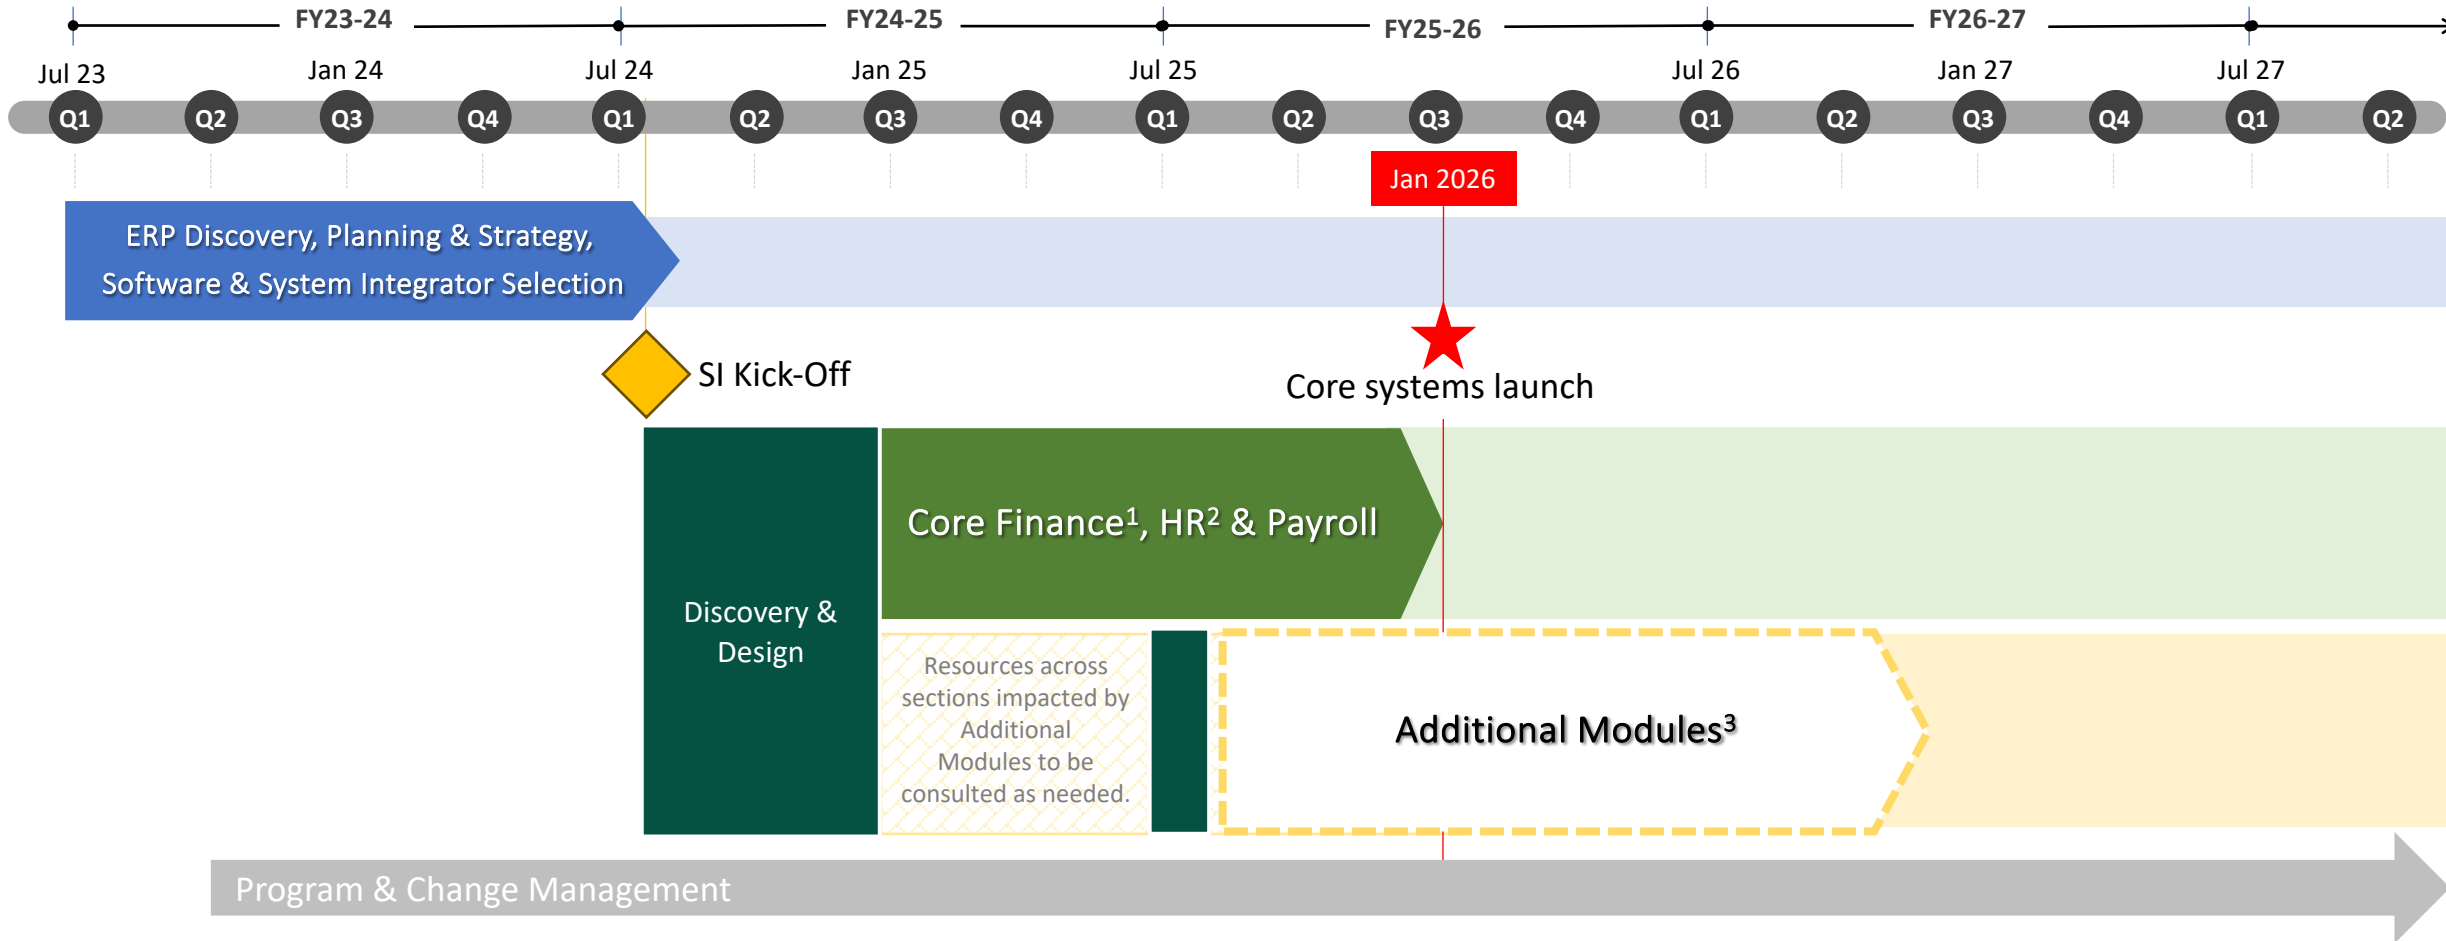 FY23-24 FY24-25 FY25-26 FY26-27
Jul 23 Jan 24 Jul 24 Jan 25 Jul 25 Jul 26 Jan 27 Jul 27
Q1 Q2 Q3 Q4 Q1 Q2 Q3 Q4 Q1 Q2 Q3 Q4 Q1 Q2 Q3 Q4 Q1 Q2
Jan 2026
ERP Discovery, Planning & Strategy,
Software & System Integrator Selection
SI Kick-Off
Core systems launch
Core Finance¹, HR² & Payroll
Discovery &
Design
Resources across
sections impacted by
Additional
Modules to be
consulted as needed.
Additional Modules³
Program & Change Management